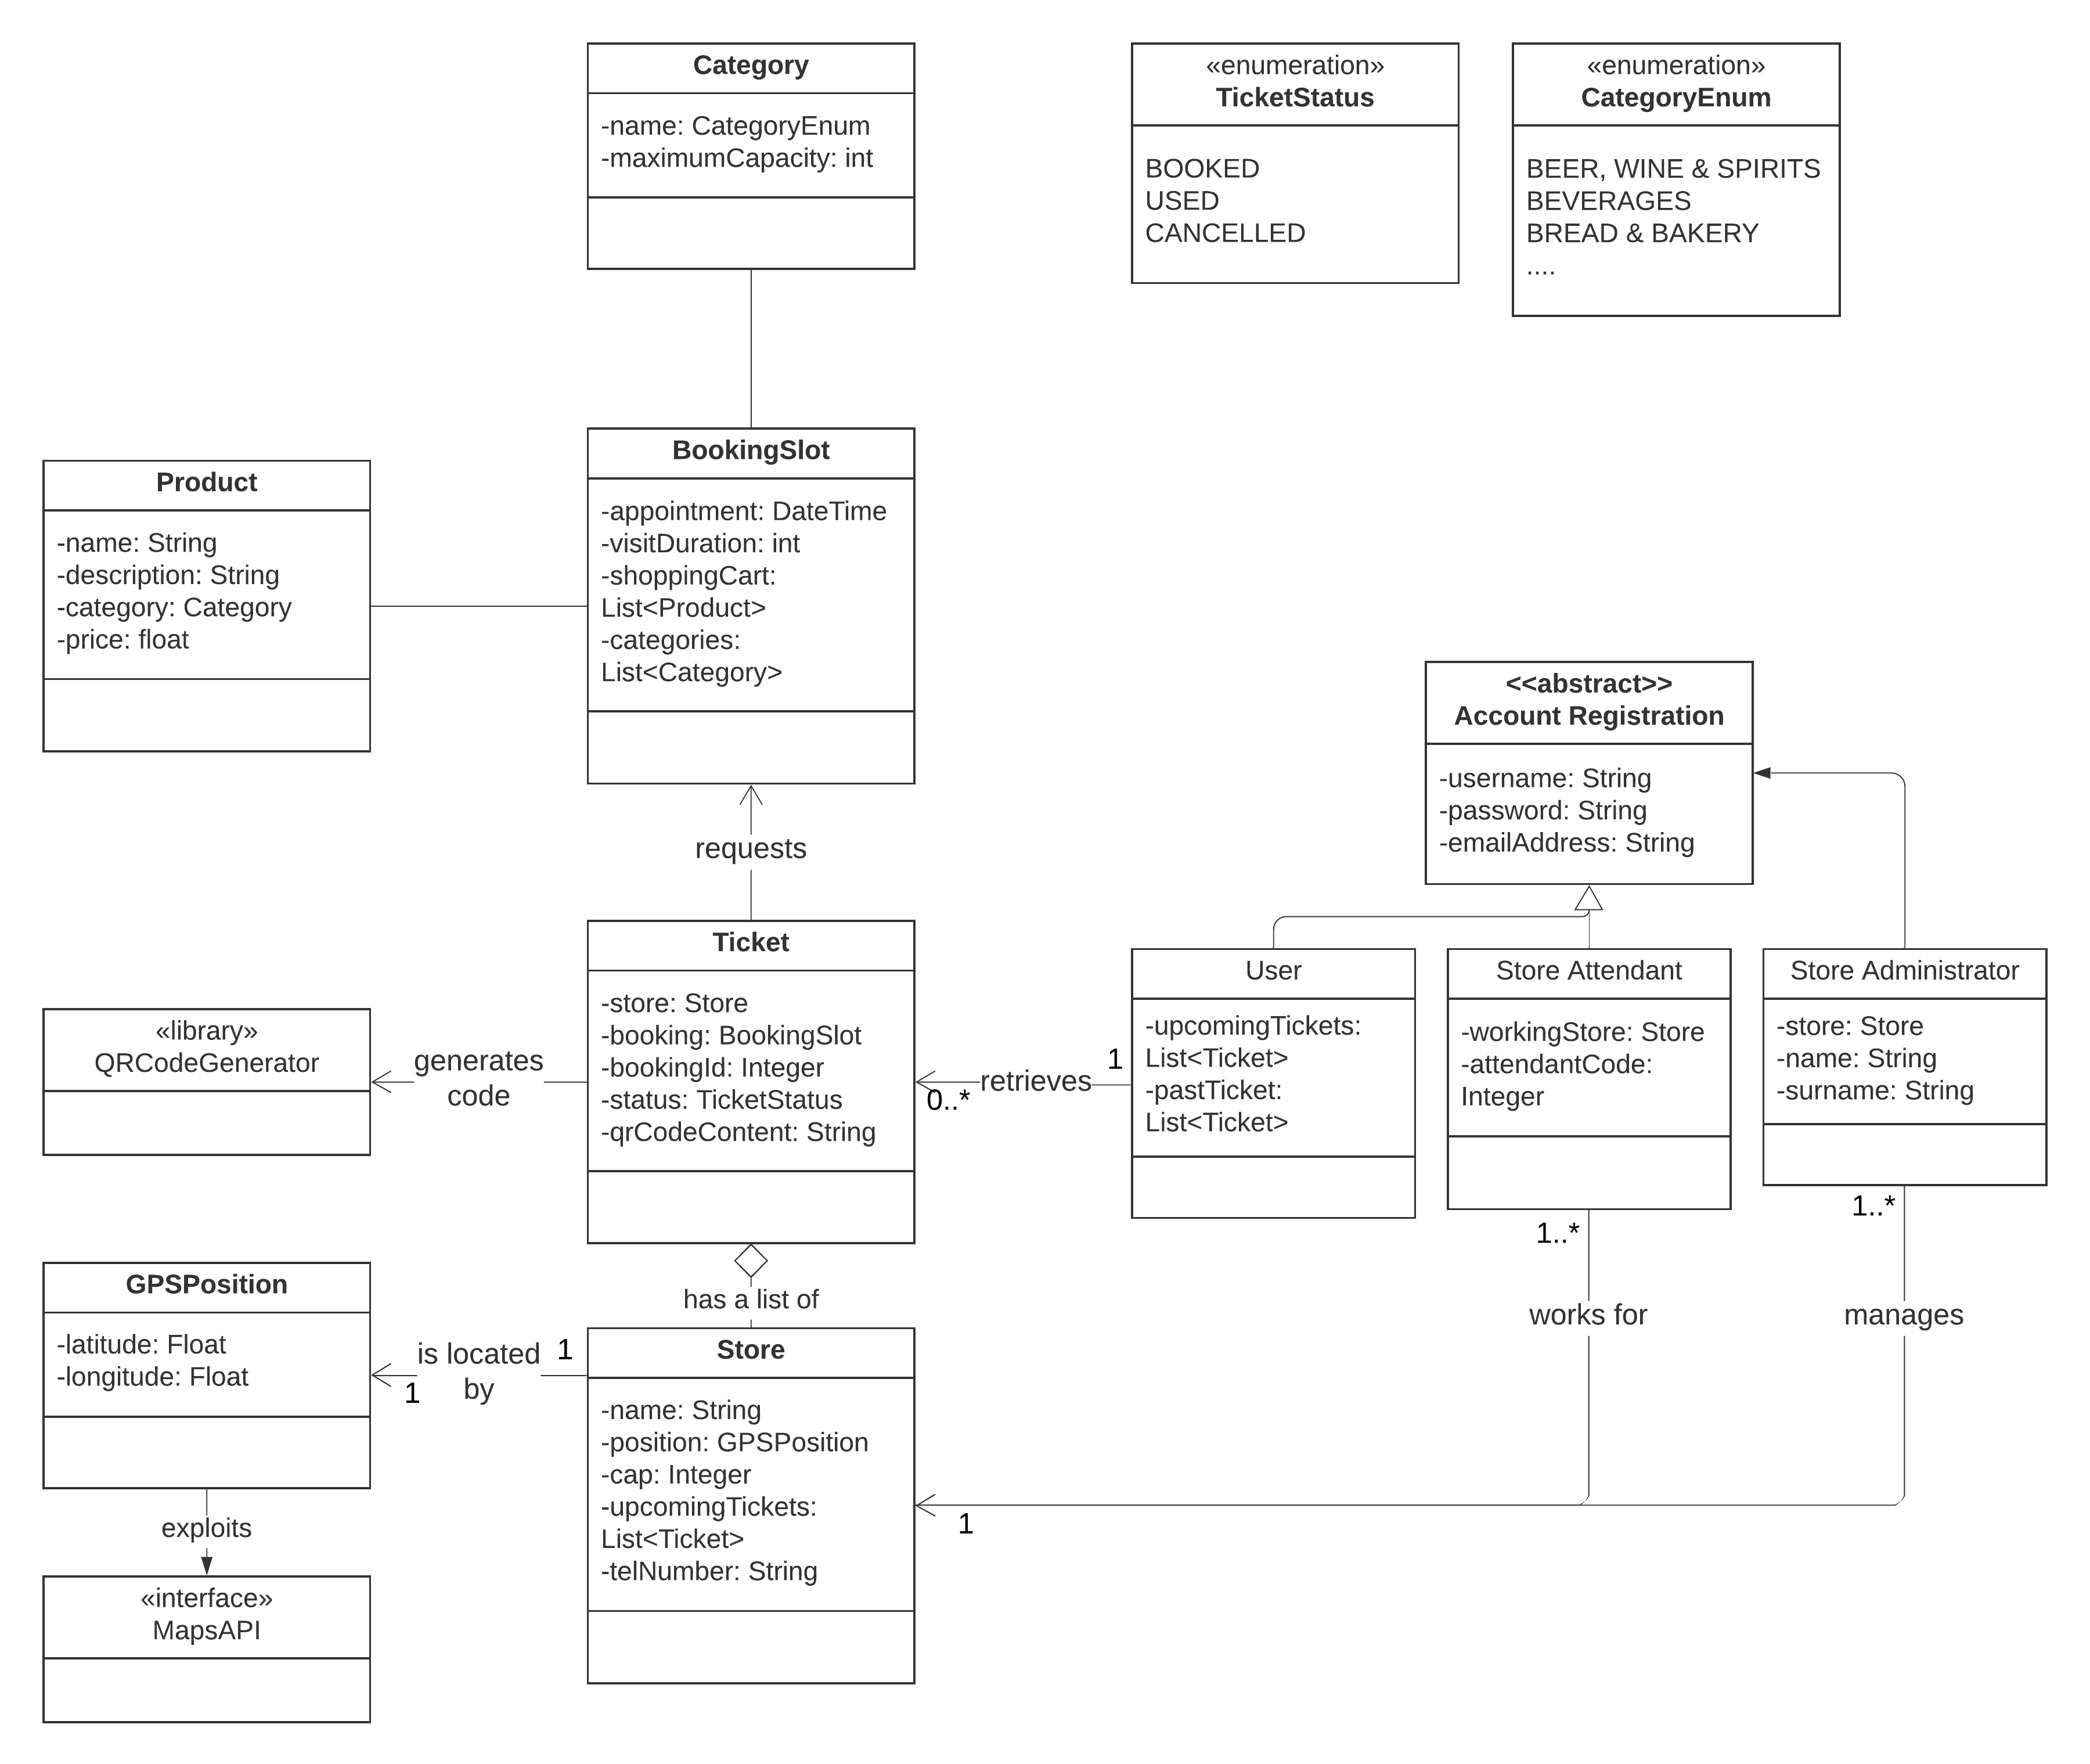 Category
-name: CategoryEnum
-maximumCapacity: int
«enumeration»
TicketStatus
BOOKED
USED
CANCELLED
«enumeration»
CategoryEnum
BEER, WINE & SPIRITS
BEVERAGES
BREAD & BAKERY
....
Product
-name: String
-description: String
-category: Category
-price: float
BookingSlot
-appointment: DateTime
-visitDuration: int
-shoppingCart:
List<Product>
-categories:
List<Category>
requests
<<abstract>>
Account Registration
-username: String
-password: String
-emailAddress: String
«library»
QRCodeGenerator
generates
code
Ticket
-store: Store
-booking: BookingSlot
-bookingId: Integer
-status: TicketStatus
-qrCodeContent: String
0..*
retrieves
1
User
-upcomingTickets:
List<Ticket>
-pastTicket:
List<Ticket>
Store Attendant
-workingStore: Store
-attendantCode:
Integer
Store Administrator
-store: Store
-name: String
-surname: String
1..*
works for
1..*
manages
has a list of
GPSPosition
-latitude: Float
-longitude: Float
1
is located
by
1
Store
-name: String
-position: GPSPosition
-cap: Integer
-upcomingTickets:
List<Ticket>
-telNumber: String
1
exploits
«interface»
MapsAPI